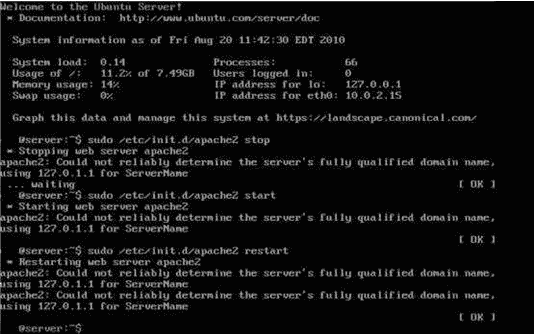 Welcome to the Ubuntu Server!
* Documentation: http://www.ubuntu.com/server/doc
System information as of Fri Aug 20 11:42:30 EDT 2010
System load: 0.14 Processes: 66
Usage of /: 11.2% of 7.49GB Users logged in: 0
Memory usage: 14% IP address for lo: 127.0.0.1
Swap usage: 0% IP address for eth0: 10.0.2.15
Graph this data and manage this system at https://landscape.canonical.com/
@server:~$ sudo /etc/init.d/apache2 stop
* Stopping web server apache2
apache2: Could not reliably determine the server's fully qualified domain name,
using 127.0.1.1 for ServerName
... waiting [ OK ]
@server:~$ sudo /etc/init.d/apache2 start
* Starting web server apache2
apache2: Could not reliably determine the server's fully qualified domain name,
using 127.0.1.1 for ServerName
[ OK ]
@server:~$ sudo /etc/init.d/apache2 restart
* Restarting web server apache2
apache2: Could not reliably determine the server's fully qualified domain name,
using 127.0.1.1 for ServerName
apache2: Could not reliably determine the server's fully qualified domain name,
using 127.0.1.1 for ServerName
[ OK ]
@server:~$